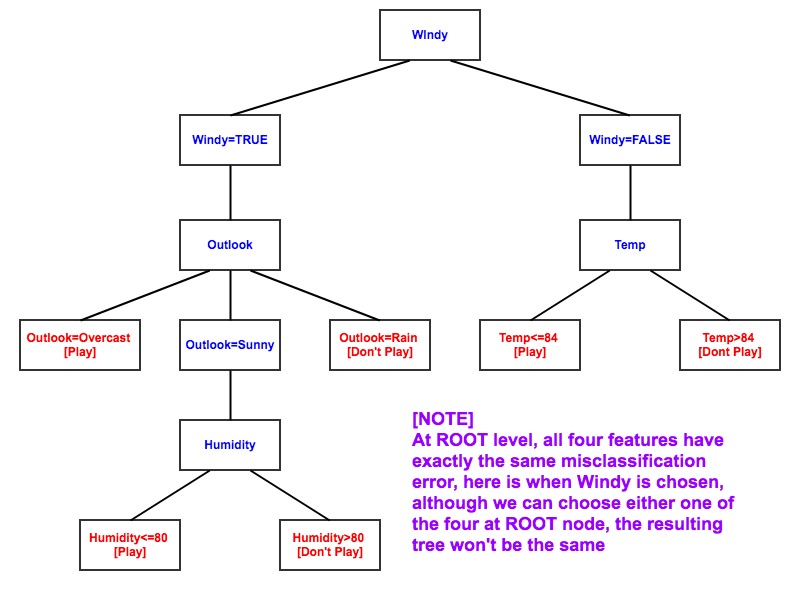 WIndy
Windy=TRUE
Windy=FALSE
Outlook
Temp
Outlook=Overcast
[Play]
Outlook=Sunny
Outlook=Rain
[Don't Play]
Temp<=84
[Play]
Temp>84
[Dont Play]
Humidity
Humidity<=80
[Play]
Humidity>80
[Don't Play]
[NOTE]
At ROOT level, all four features have
exactly the same misclassification
error, here is when Windy is chosen,
although we can choose either one of
the four at ROOT node, the resulting
tree won't be the same